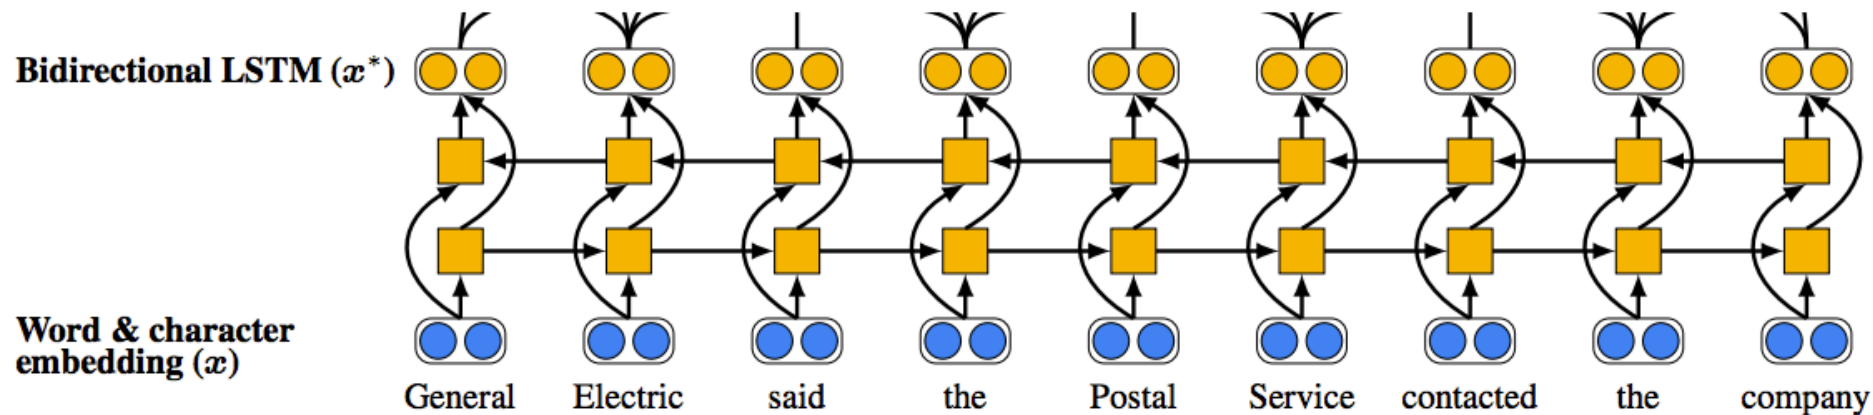 Bidirectional LSTM (x*)
Word & character
embedding (x)
General Electric said the Postal Service contacted the company